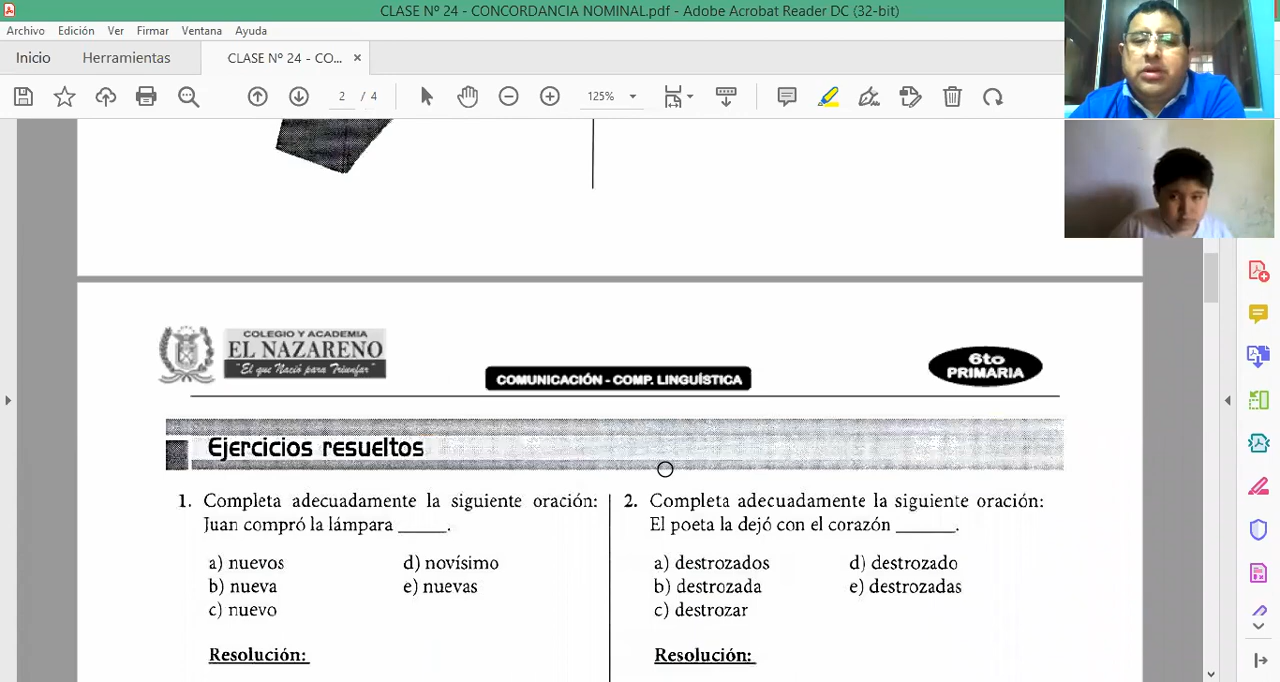 CLASE Nº 24 - CONCORDANCIA NOMINAL.pdf - Adobe Acrobat Reader DC (32-bit)
Archivo Edición Ver Firmar Ventana Ayuda
Inicio Herramientas CLASE Nº 24 - CO... ×
2 / 4 125%
COLEGIO Y ACADEMIA
EL NAZARENO
"El que Nació para Triunfar"
COMUNICACIÓN - COMP. LINGUÍSTICA
6to
PRIMARIA
Ejercicios resueltos
1. Completa adecuadamente la siguiente oración:
Juan compró la lámpara _____.
a) nuevos d) novísimo
b) nueva e) nuevas
c) nuevo
Resolución:
2. Completa adecuadamente la siguiente oración:
El poeta la dejó con el corazón ______.
a) destrozados d) destrozado
b) destrozada e) destrozadas
c) destrozar
Resolución: